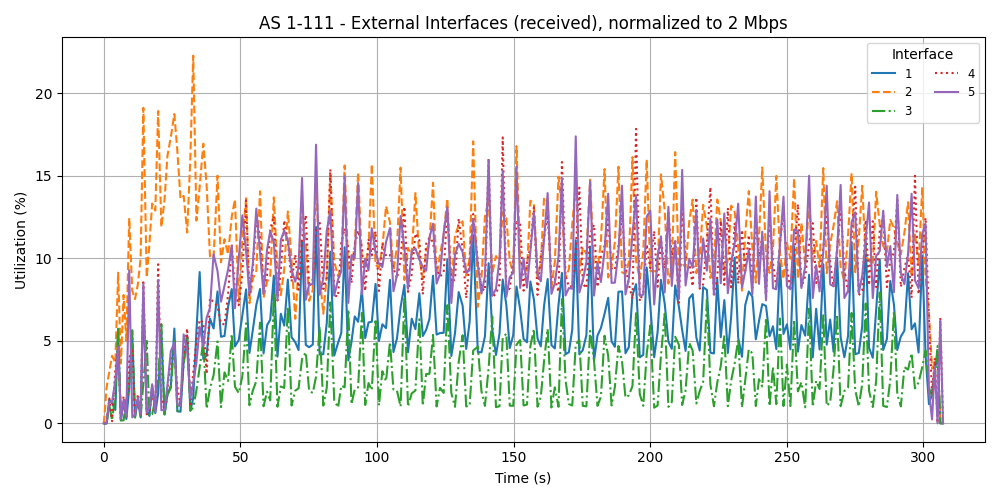 AS 1-111 - External Interfaces (received), normalized to 2 Mbps
Utilization (%)
20
15
10
5
0
0 50 100 150 200 250 300
Time (s)
Interface
1 4
2 5
3